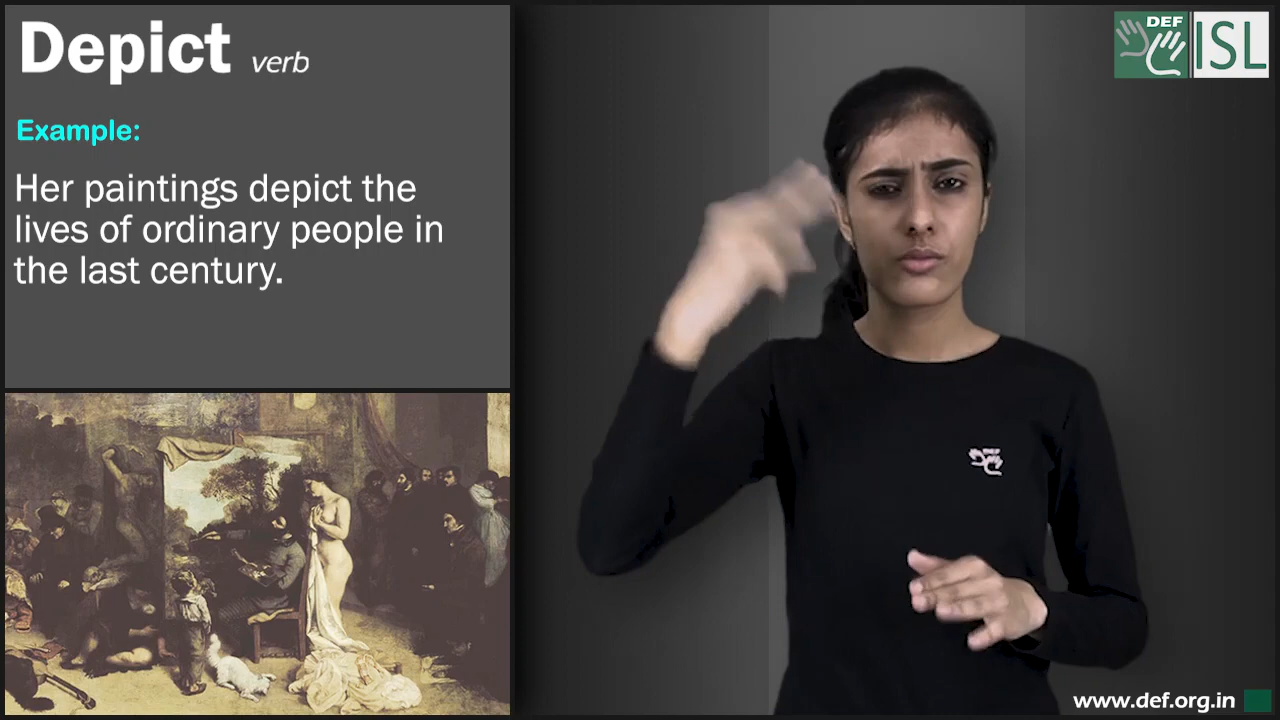 Depict verb
Example:
Her paintings depict the
lives of ordinary people in
the last century.
DEF
ISL
DEF
www.def.org.in